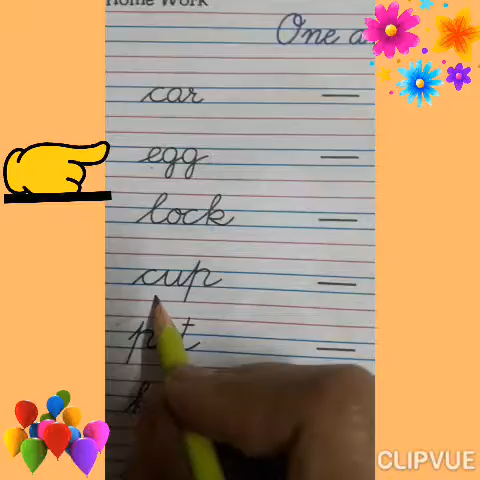 Home Work
One a
car —
egg —
lock —
cup —
—
CLIPVUE